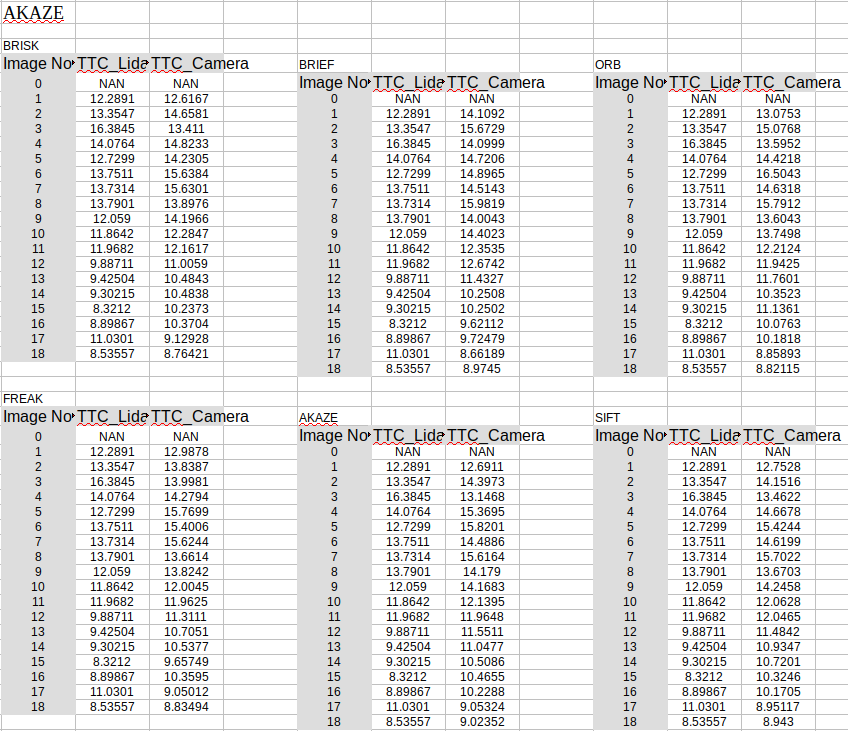 AKAZE
BRISK
Image No TTC_Lida TTC_Camera
0 NAN NAN
1 12.2891 12.6167
2 13.3547 14.6581
3 16.3845 13.411
4 14.0764 14.8233
5 12.7299 14.2305
6 13.7511 15.6384
7 13.7314 15.6301
8 13.7901 13.8976
9 12.059 14.1966
10 11.8642 12.2847
11 11.9682 12.1617
12 9.88711 11.0059
13 9.42504 10.4843
14 9.30215 10.4838
15 8.3212 10.2373
16 8.89867 10.3704
17 11.0301 9.12928
18 8.53557 8.76421
BRIEF
Image No TTC_Lida TTC_Camera
0 NAN NAN
1 12.2891 14.1092
2 13.3547 15.6729
3 16.3845 14.0999
4 14.0764 14.7206
5 12.7299 14.8965
6 13.7511 14.5143
7 13.7314 15.9819
8 13.7901 14.0043
9 12.059 14.4023
10 11.8642 12.3535
11 11.9682 12.6742
12 9.88711 11.4327
13 9.42504 10.2508
14 9.30215 10.2502
15 8.3212 9.62112
16 8.89867 9.72479
17 11.0301 8.66189
18 8.53557 8.9745
ORB
Image No TTC_Lida TTC_Camera
0 NAN NAN
1 12.2891 13.0753
2 13.3547 15.0768
3 16.3845 13.5952
4 14.0764 14.4218
5 12.7299 16.5043
6 13.7511 14.6318
7 13.7314 15.7912
8 13.7901 13.6043
9 12.059 13.7498
10 11.8642 12.2124
11 11.9682 11.9425
12 9.88711 11.7601
13 9.42504 10.3523
14 9.30215 11.1361
15 8.3212 10.0763
16 8.89867 10.1818
17 11.0301 8.85893
18 8.53557 8.82115
FREAK
Image No TTC_Lida TTC_Camera
0 NAN NAN
1 12.2891 12.9878
2 13.3547 13.8387
3 16.3845 13.9981
4 14.0764 14.2794
5 12.7299 15.7699
6 13.7511 15.4006
7 13.7314 15.6244
8 13.7901 13.6614
9 12.059 13.8242
10 11.8642 12.0045
11 11.9682 11.9625
12 9.88711 11.3111
13 9.42504 10.7051
14 9.30215 10.5377
15 8.3212 9.65749
16 8.89867 10.3595
17 11.0301 9.05012
18 8.53557 8.83494
AKAZE
Image No TTC_Lida TTC_Camera
0 NAN NAN
1 12.2891 12.6911
2 13.3547 14.3973
3 16.3845 13.1468
4 14.0764 15.3695
5 12.7299 15.8201
6 13.7511 14.4886
7 13.7314 15.6164
8 13.7901 14.179
9 12.059 14.1683
10 11.8642 12.1395
11 11.9682 11.9648
12 9.88711 11.5511
13 9.42504 11.0477
14 9.30215 10.5086
15 8.3212 10.4655
16 8.89867 10.2288
17 11.0301 9.05324
18 8.53557 9.02352
SIFT
Image No TTC_Lida TTC_Camera
0 NAN NAN
1 12.2891 12.7528
2 13.3547 14.1516
3 16.3845 13.4622
4 14.0764 14.6678
5 12.7299 15.4244
6 13.7511 14.6199
7 13.7314 15.7022
8 13.7901 13.6703
9 12.059 14.2458
10 11.8642 12.0628
11 11.9682 12.0465
12 9.88711 11.4842
13 9.42504 10.9347
14 9.30215 10.7201
15 8.3212 10.3246
16 8.89867 10.1705
17 11.0301 8.95117
18 8.53557 8.943